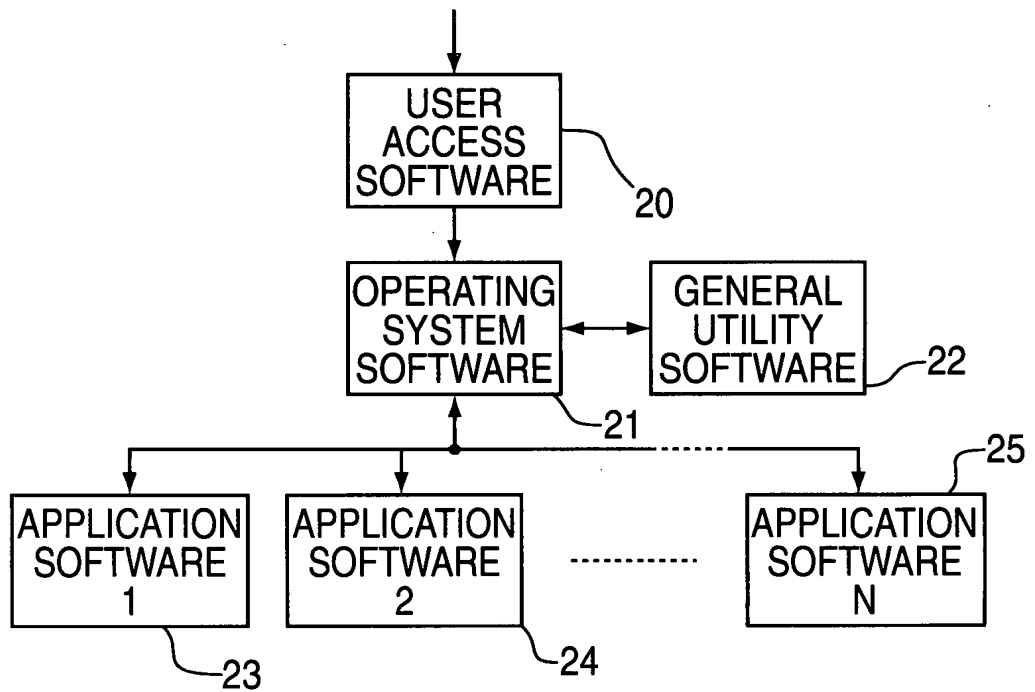 USER
ACCESS
SOFTWARE
20
OPERATING
SYSTEM
SOFTWARE
21
GENERAL
UTILITY
SOFTWARE
22
25
APPLICATION
SOFTWARE
1
23
APPLICATION
SOFTWARE
2
24
APPLICATION
SOFTWARE
N